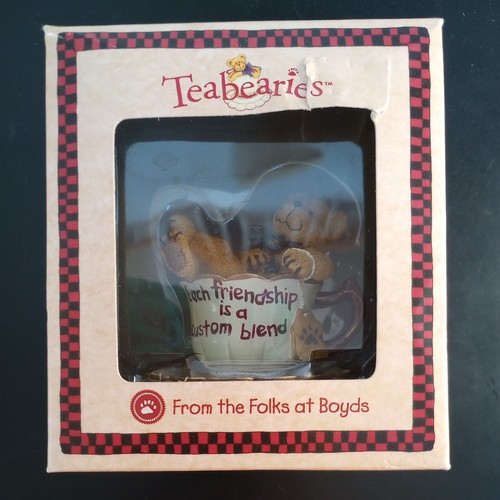 Teabearies™
each friendship
is a
custom blend
From the Folks at Boyds